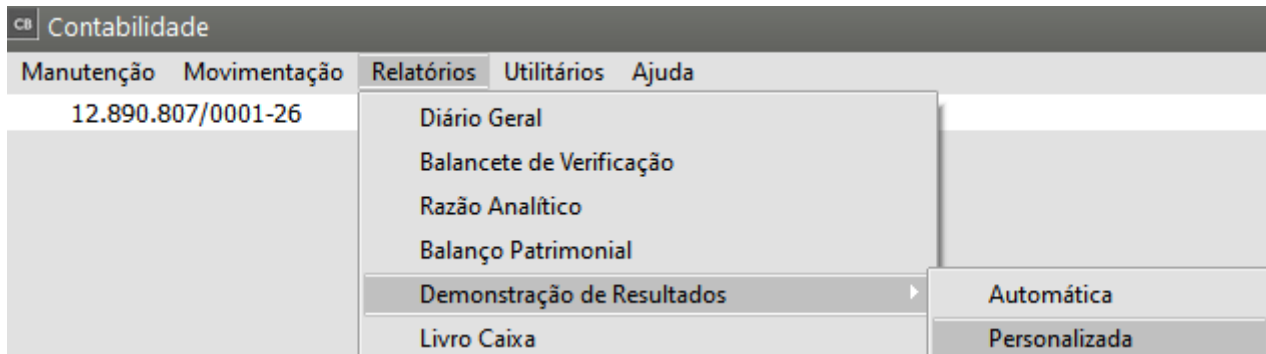 CB Contabilidade
Manutenção Movimentação Relatórios Utilitários Ajuda
12.890.807/0001-26
Diário Geral
Balancete de Verificação
Razão Analítico
Balanço Patrimonial
Demonstração de Resultados Automática
Livro Caixa Personalizada